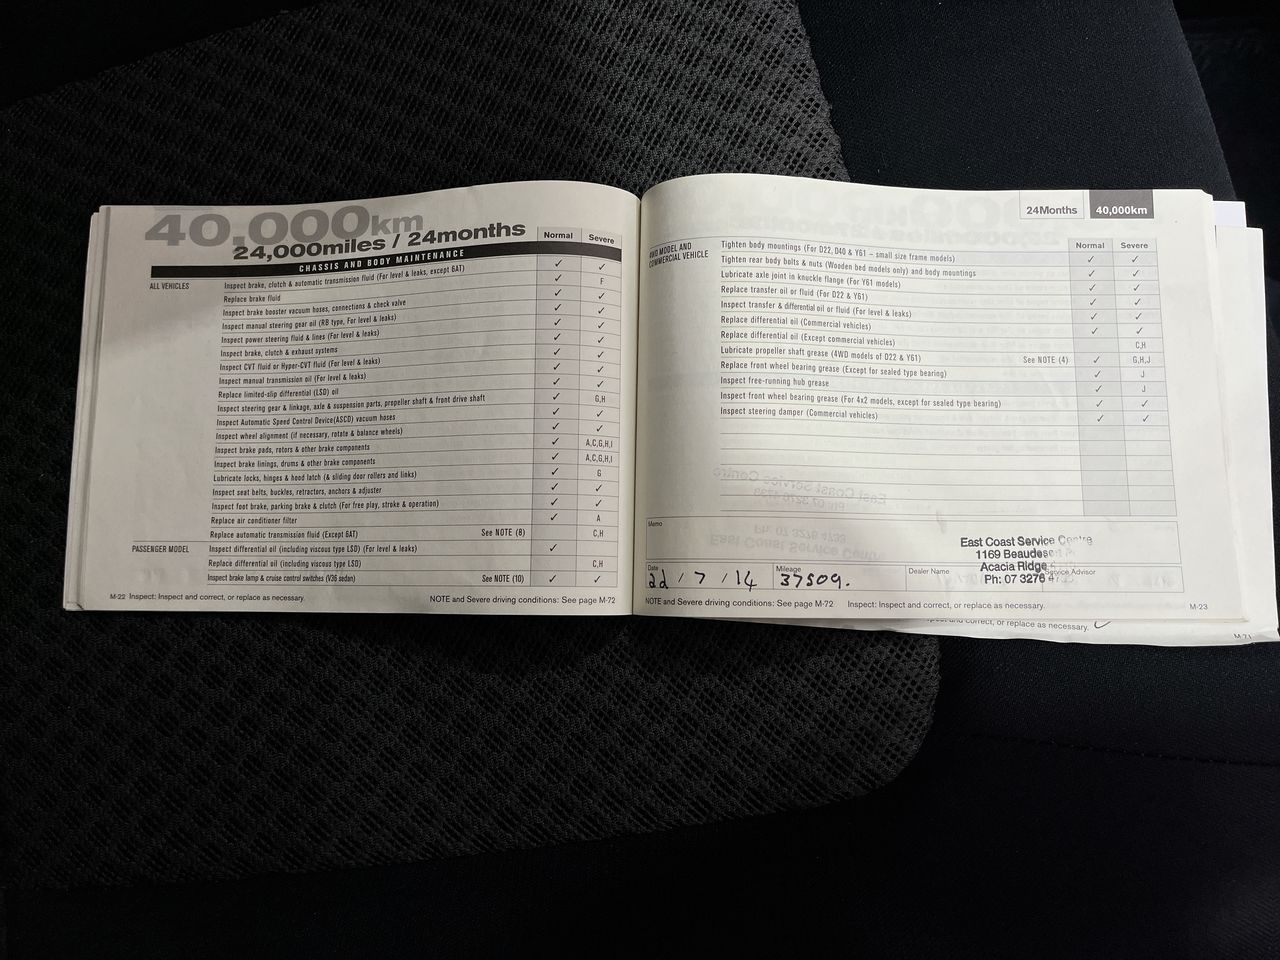 40,000km
24,000miles / 24months
Normal Severe
CHASSIS AND BODY MAINTENANCE
ALL VEHICLES
Inspect brake, clutch & automatic transmission fluid (For level & leaks, except 6AT) ✓ ✓
Replace brake fluid ✓ F
Inspect brake booster vacuum hoses, connections & check valve ✓ ✓
Inspect manual steering gear oil (RB type, For level & leaks) ✓ ✓
Inspect power steering fluid & lines (For level & leaks) ✓ ✓
Inspect brake, clutch & exhaust systems ✓ ✓
Inspect CVT fluid or Hyper-CVT fluid (For level & leaks) ✓ ✓
Inspect manual transmission oil (For level & leaks) ✓ ✓
Replace limited-slip differential (LSD) oil ✓ ✓
Inspect steering gear & linkage, axle & suspension parts, propeller shaft & front drive shaft ✓ G,H
Inspect Automatic Speed Control Device(ASCD) vacuum hoses ✓ ✓
Inspect wheel alignment (if necessary, rotate & balance wheels) ✓ ✓
Inspect brake pads, rotors & other brake components ✓ A,C,G,H,I
Inspect brake linings, drums & other brake components ✓ A,C,G,H,I
Lubricate locks, hinges & hood latch (& sliding door rollers and links) ✓ G
Inspect seat belts, buckles, retractors, anchors & adjuster ✓ ✓
Inspect foot brake, parking brake & clutch (For free play, stroke & operation) ✓ ✓
Replace air conditioner filter ✓ A
Replace automatic transmission fluid (Except 6AT) See NOTE (8) C,H
PASSENGER MODEL
Inspect differential oil (including viscous type LSD) (For level & leaks) ✓
Replace differential oil (including viscous type LSD) C,H
Inspect brake lamp & cruise control switches (V36 sedan) See NOTE (10) ✓ ✓
M-22 Inspect: Inspect and correct, or replace as necessary. NOTE and Severe driving conditions: See page M-72
24Months 40,000km
Normal Severe
4WD MODEL AND
COMMERCIAL VEHICLE
Tighten body mountings (For D22, D40 & Y61 – small size frame models) ✓ ✓
Tighten rear body bolts & nuts (Wooden bed models only) and body mountings ✓ ✓
Lubricate axle joint in knuckle flange (For Y61 models) ✓ ✓
Replace transfer oil or fluid (For D22 & Y61) ✓ ✓
Inspect transfer & differential oil or fluid (For level & leaks) ✓ ✓
Replace differential oil (Commercial vehicles) ✓ ✓
Replace differential oil (Except commercial vehicles) C,H
Lubricate propeller shaft grease (4WD models of D22 & Y61) See NOTE (4) ✓ G,H,J
Replace front wheel bearing grease (Except for sealed type bearing) ✓ J
Inspect free-running hub grease ✓ J
Inspect front wheel bearing grease (For 4x2 models, except for sealed type bearing) ✓ ✓
Inspect steering damper (Commercial vehicles) ✓ ✓
Memo
East Coast Service Centre
1169 Beaudesert
Acacia Ridge
Ph: 07 3276
Date 22 / 7 / 14 Mileage 37509. Dealer Name Service Advisor
NOTE and Severe driving conditions: See page M-72 Inspect: Inspect and correct, or replace as necessary. M-23
and correct, or replace as necessary.
M-71